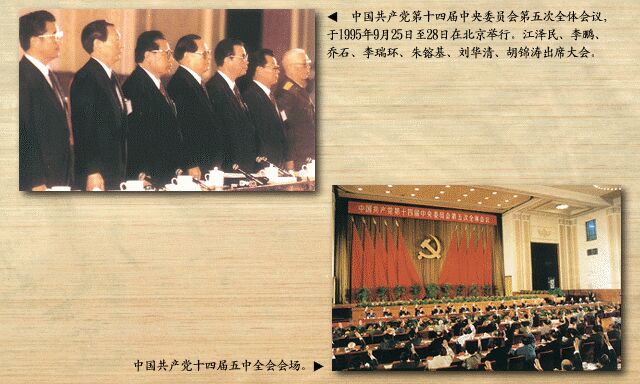 中国共产党第十四届中央委员会第五次全体会议，
于1995年9月25日至28日在北京举行。江泽民、李鹏、
乔石、李瑞环、朱镕基、刘华清、胡锦涛出席大会。
中国共产党第十四届中央委员会第五次全体会议
中国共产党十四届五中全会会场。